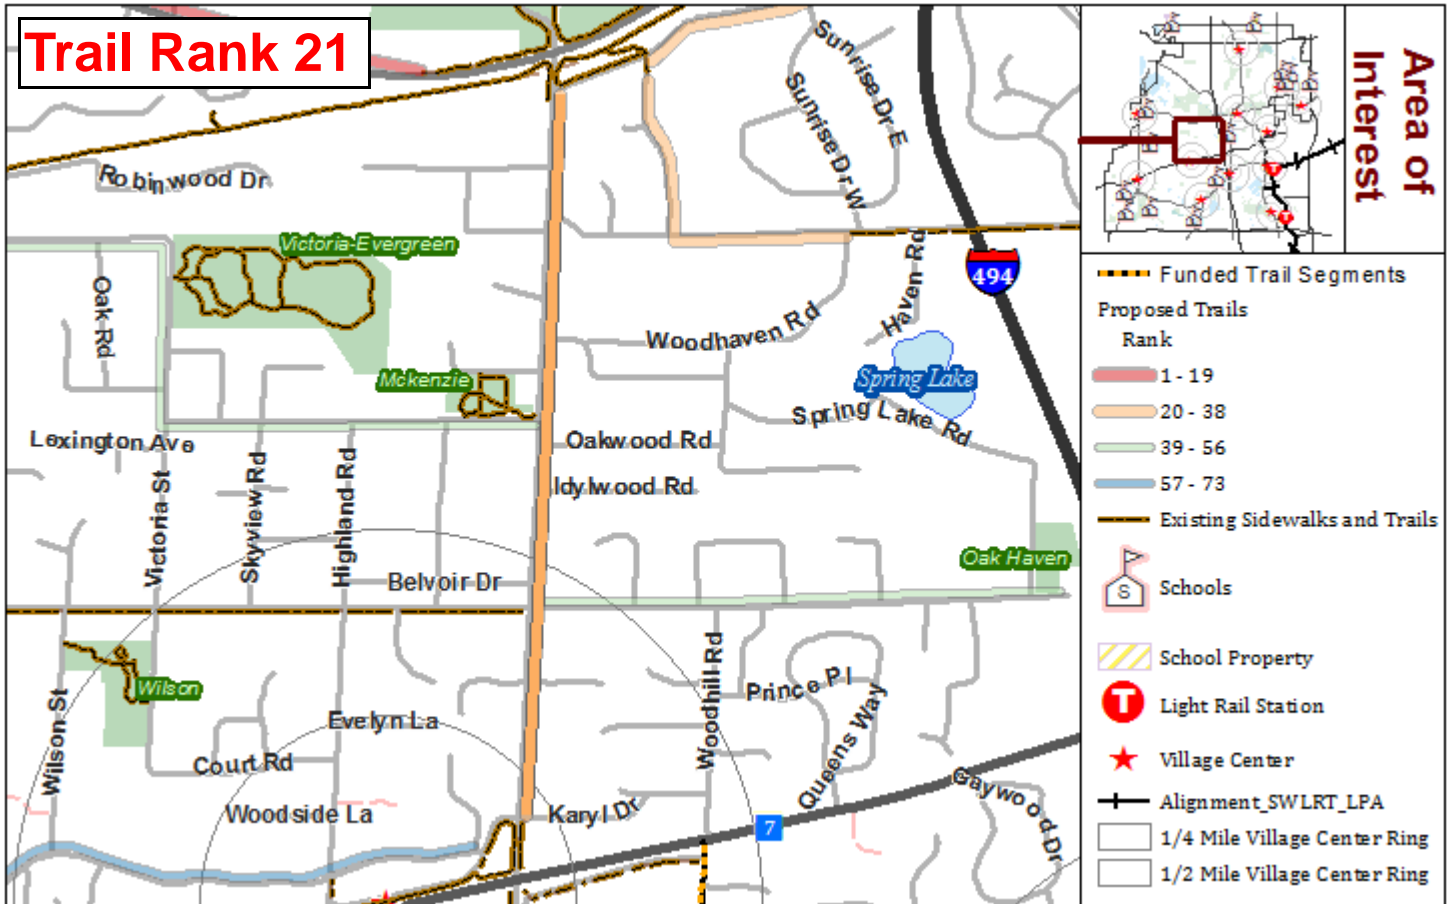 Trail Rank 21
Sunrise Dr E
Sunrise Dr W
Robinwood Dr
Victoria-Evergreen
Haven Rd
494
Oak Rd
Woodhaven Rd
Mckenzie
Spring Lake
Spring Lake Rd
Lexington Ave
Oakwood Rd
Idylwood Rd
Victoria St
Skyview Rd
Highland Rd
Oak Haven
Belvoir Dr
Wilson
Wilson St
Woodhill Rd
Prince Pl
Queens Way
Evelyn La
Court Rd
Woodside La
Karyl Dr
7
Gaywood Dr
Area of
Interest
T
T
Funded Trail Segments
Proposed Trails
Rank
1 - 19
20 - 38
39 - 56
57 - 73
Existing Sidewalks and Trails
S
Schools
School Property
T
Light Rail Station
Village Center
Alignment_SWLRT_LPA
1/4 Mile Village Center Ring
1/2 Mile Village Center Ring